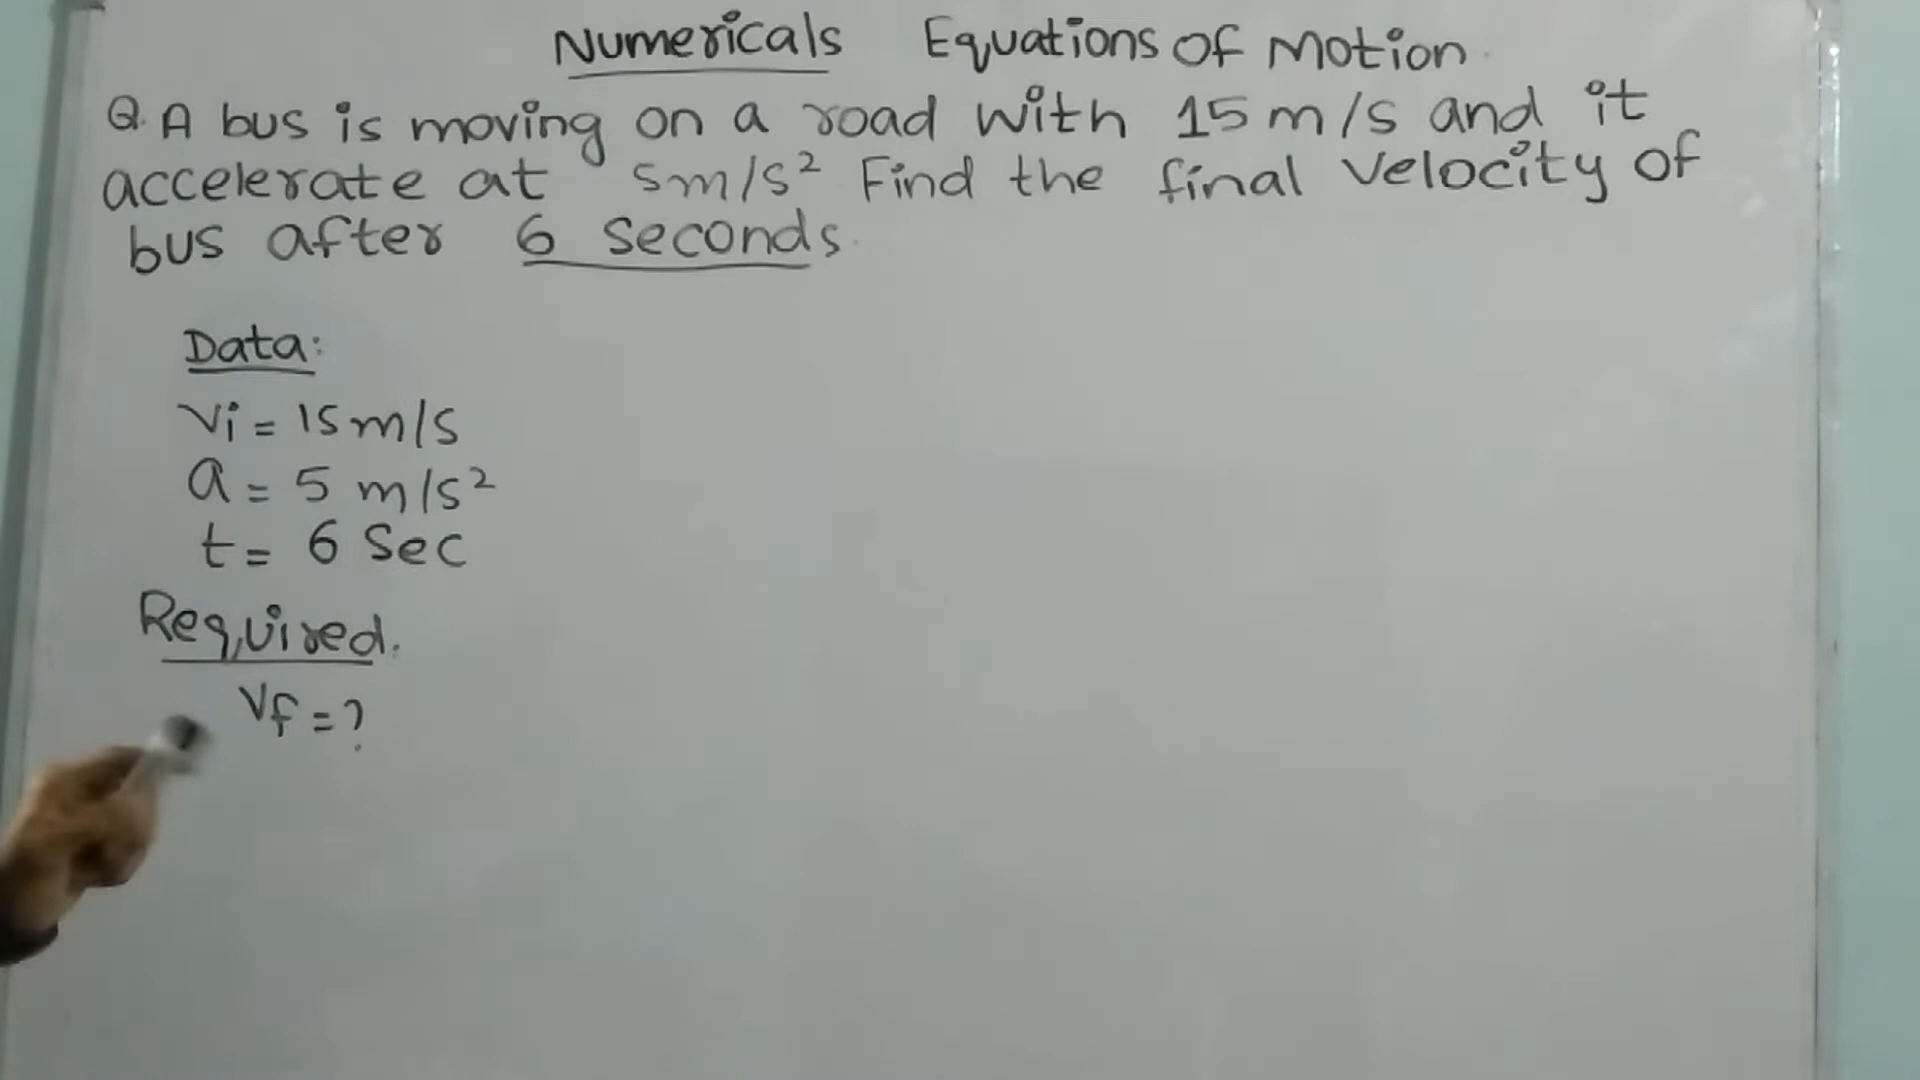 Numericals Equations of Motion.
Q. A bus is moving on a road with 15 m/s and it
accelerate at 5m/s² Find the final velocity of
bus after 6 seconds.
Data:
Vi = 15 m/s
a = 5 m/s²
t = 6 Sec
Required.
Vf = ?